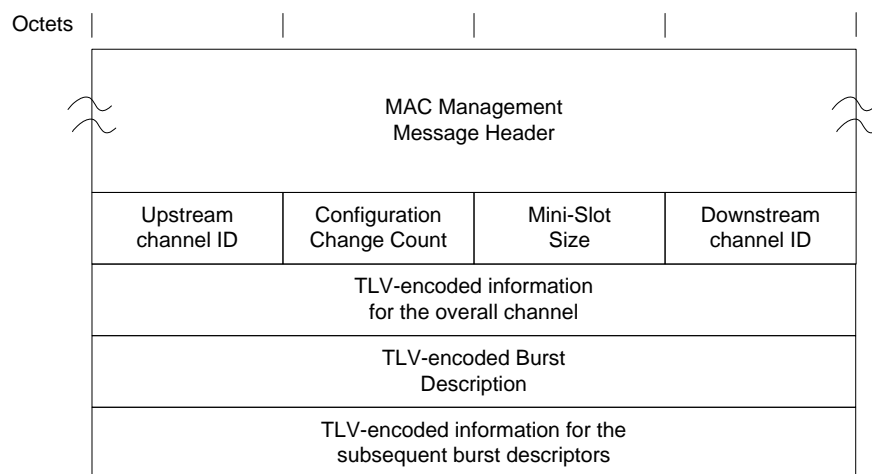 Octets
MAC Management
Message Header
Upstream
channel ID
Configuration
Change Count
Mini-Slot
Size
Downstream
channel ID
TLV-encoded information
for the overall channel
TLV-encoded Burst
Description
TLV-encoded information for the
subsequent burst descriptors